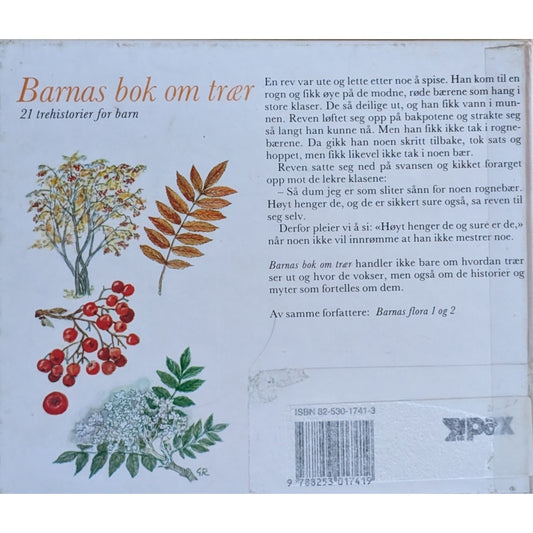 Barnas bok om trær
21 trehistorier for barn
En rev var ute og lette etter noe å spise. Han kom til en
rogn og fikk øye på de modne, røde bærene som hang i
store klaser. De så deilige ut, og han fikk vann i mun-
nen. Reven løftet seg opp på bakpotene og strakte seg
så langt han kunne nå. Men han fikk ikke tak i rogne-
bærene. Da gikk han noen skritt tilbake, tok sats og
hoppet, men fikk likevel ikke tak i noen bær.
Reven satte seg ned på svansen og kikket forarget
opp mot de lekre klasene:
– Så dum jeg er som sliter sånn for noen rognebær.
Høyt henger de, og de er sikkert sure også, sa reven til
seg selv.
Derfor pleier vi å si: «Høyt henger de og sure er de,»
når noen ikke vil innrømme at han ikke mestrer noe.
Barnas bok om trær handler ikke bare om hvordan trær
ser ut og hvor de vokser, men også om de historier og
myter som fortelles om dem.
Av samme forfattere: Barnas flora 1 og 2
ISBN 82-530-1741-3
9 788253 017419
GR